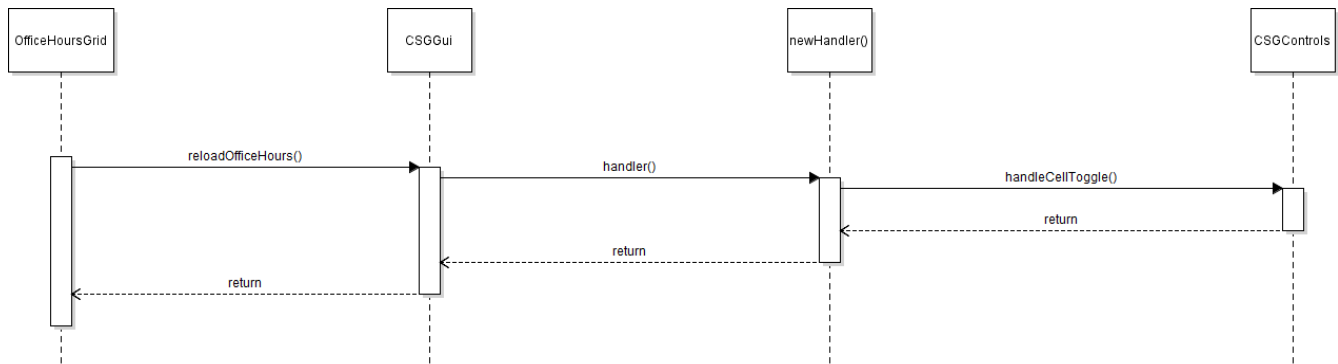 OfficeHoursGrid
CSGGui
newHandler()
CSGControls
reloadOfficeHours()
handler()
handleCellToggle()
return
return
return